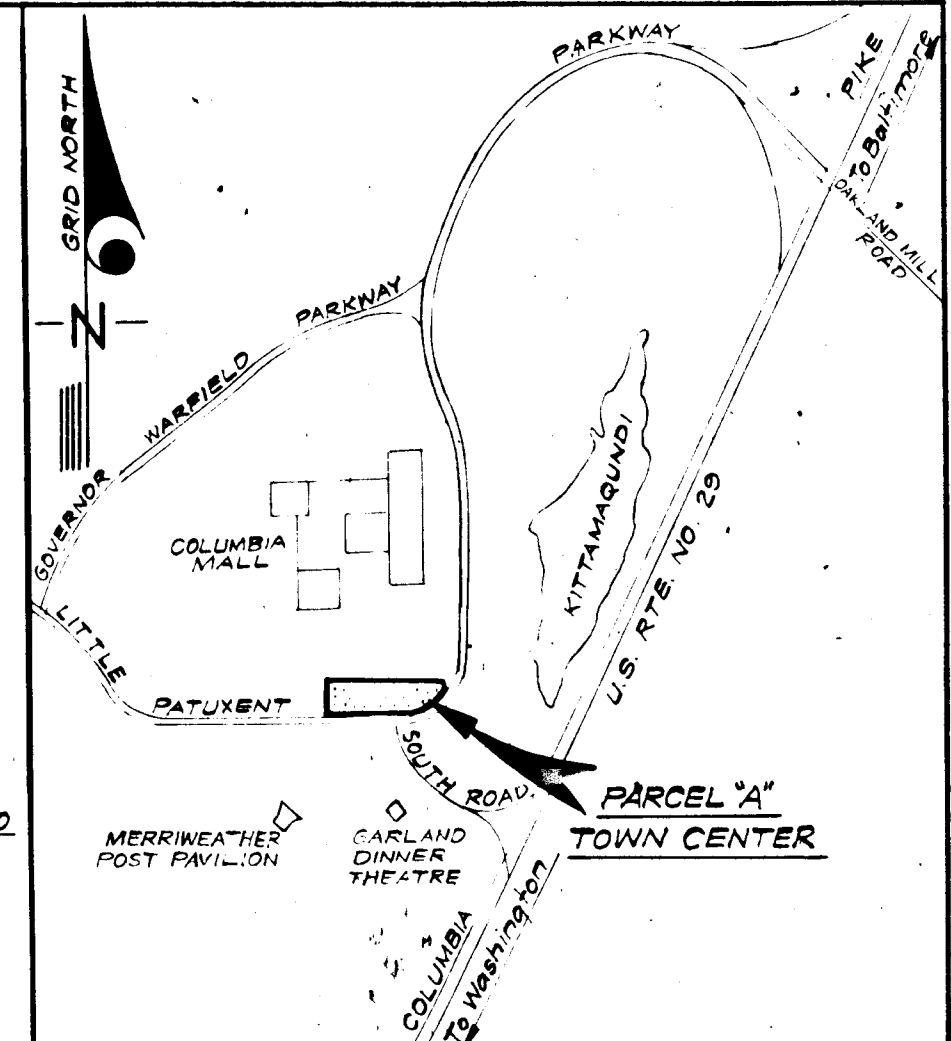 PARKWAY
PIKE
To Baltimore
GRID NORTH
OAKLAND MILL
ROAD
N
PARKWAY
WARFIELD
GOVERNOR
KITTAMAQUNDI
COLUMBIA
MALL
U.S. RTE. NO. 29
LITTLE
PATUXENT
SOUTH ROAD.
PARCEL "A"
TOWN CENTER
MERRIWEATHER
POST PAVILION
GARLAND
DINNER
THEATRE
COLUMBIA
To Washington